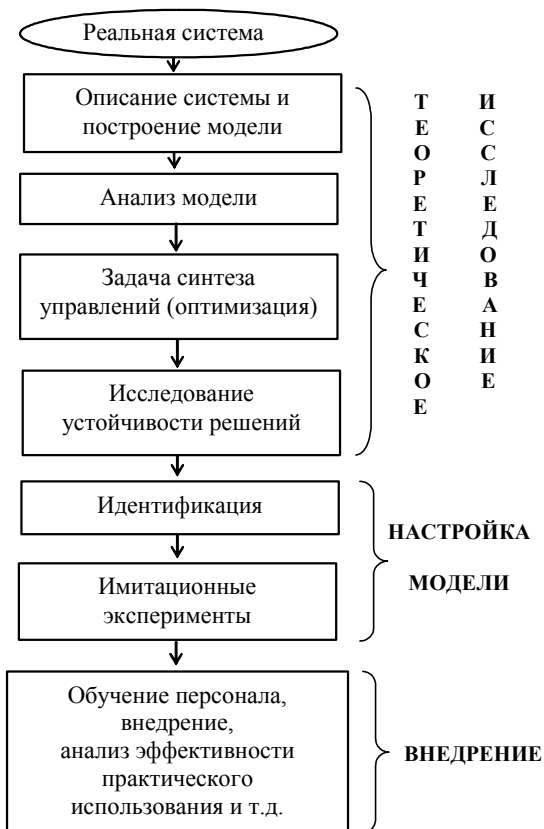 Реальная система
Описание системы и
построение модели
Анализ модели
Задача синтеза
управлений (оптимизация)
Исследование
устойчивости решений
ТЕОРЕТИЧЕСКОЕ
ИССЛЕДОВАНИЕ
Идентификация
Имитационные
эксперименты
НАСТРОЙКА
МОДЕЛИ
Обучение персонала,
внедрение,
анализ эффективности
практического
использования и т.д.
ВНЕДРЕНИЕ